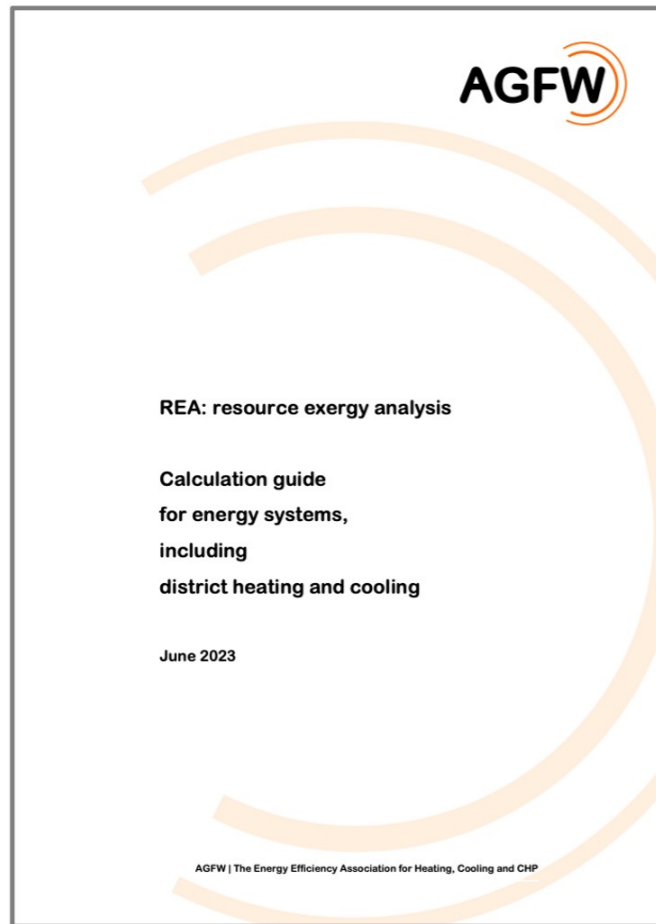 AGFW
REA: resource exergy analysis
Calculation guide
for energy systems,
including
district heating and cooling
June 2023
AGFW | The Energy Efficiency Association for Heating, Cooling and CHP